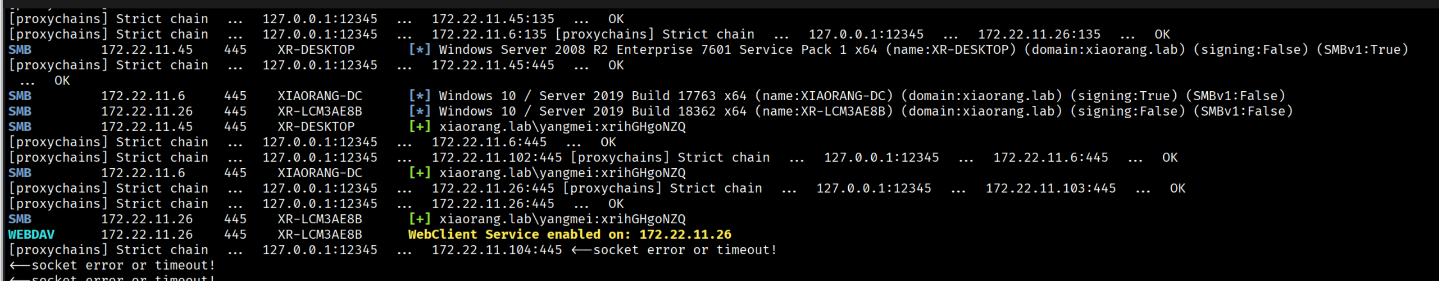 [proxychains] Strict chain ... 127.0.0.1:12345 ... 172.22.11.45:135 ... OK
[proxychains] Strict chain ... 127.0.0.1:12345 ... 172.22.11.6:135 [proxychains] Strict chain ... 127.0.0.1:12345 ... 172.22.11.26:135 ... OK
SMB 172.22.11.45 445 XR-DESKTOP [*] Windows Server 2008 R2 Enterprise 7601 Service Pack 1 x64 (name:XR-DESKTOP) (domain:xiaorang.lab) (signing:False) (SMBv1:True)
[proxychains] Strict chain ... 127.0.0.1:12345 ... 172.22.11.45:445 ... OK
... OK
SMB 172.22.11.6 445 XIAORANG-DC [*] Windows 10 / Server 2019 Build 17763 x64 (name:XIAORANG-DC) (domain:xiaorang.lab) (signing:True) (SMBv1:False)
SMB 172.22.11.26 445 XR-LCM3AE8B [*] Windows 10 / Server 2019 Build 18362 x64 (name:XR-LCM3AE8B) (domain:xiaorang.lab) (signing:False) (SMBv1:False)
SMB 172.22.11.45 445 XR-DESKTOP [+] xiaorang.lab\yangmei:xrihGHgoNZQ
[proxychains] Strict chain ... 127.0.0.1:12345 ... 172.22.11.6:445 ... OK
[proxychains] Strict chain ... 127.0.0.1:12345 ... 172.22.11.102:445 [proxychains] Strict chain ... 127.0.0.1:12345 ... 172.22.11.6:445 ... OK
SMB 172.22.11.6 445 XIAORANG-DC [+] xiaorang.lab\yangmei:xrihGHgoNZQ
[proxychains] Strict chain ... 127.0.0.1:12345 ... 172.22.11.26:445 [proxychains] Strict chain ... 127.0.0.1:12345 ... 172.22.11.103:445 ... OK
[proxychains] Strict chain ... 127.0.0.1:12345 ... 172.22.11.26:445 ... OK
SMB 172.22.11.26 445 XR-LCM3AE8B [+] xiaorang.lab\yangmei:xrihGHgoNZQ
WEBDAV 172.22.11.26 445 XR-LCM3AE8B WebClient Service enabled on: 172.22.11.26
[proxychains] Strict chain ... 127.0.0.1:12345 ... 172.22.11.104:445 <--socket error or timeout!
<--socket error or timeout!
<--socket error or timeout!